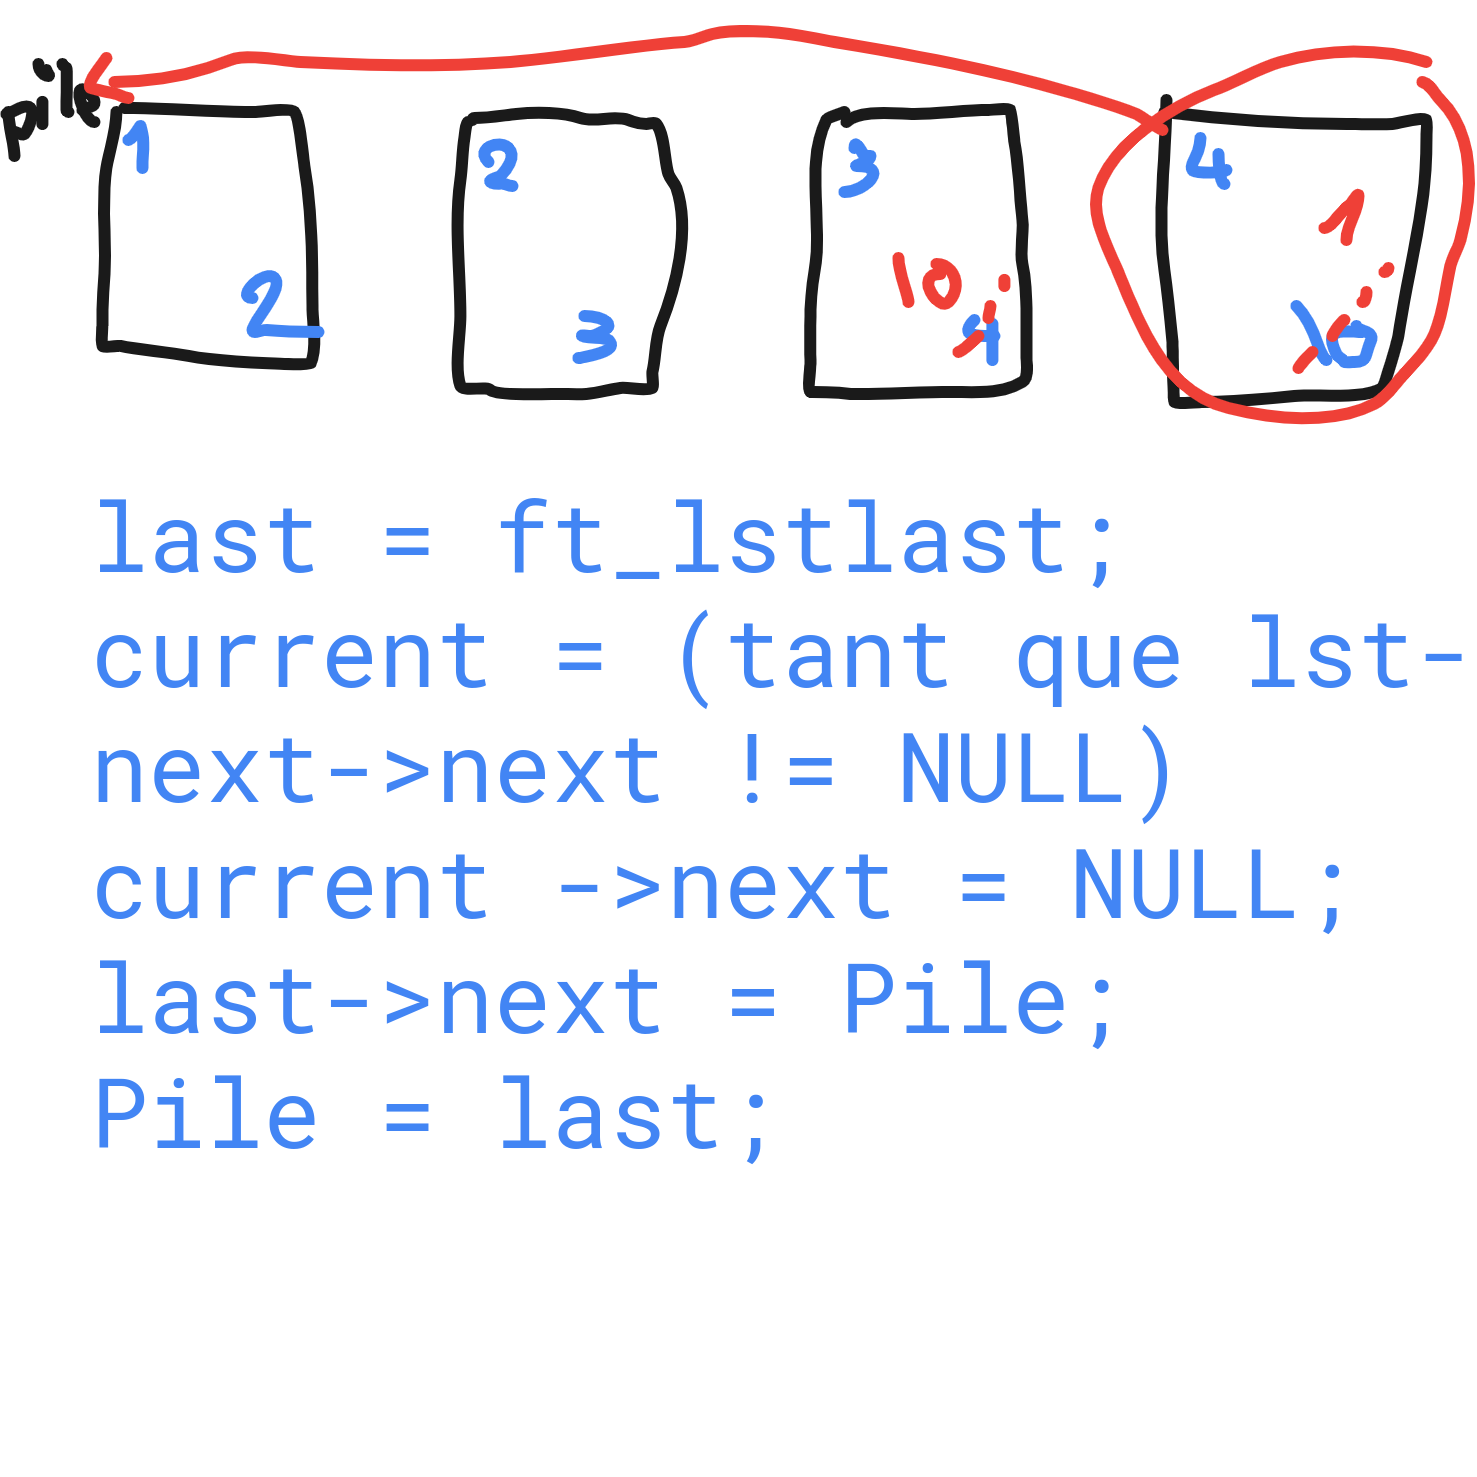 pile
1 2 3 4
1
10
2 3 4 \0
last = ft_lstlast;
current = (tant que lst-
next->next != NULL)
current ->next = NULL;
last->next = Pile;
Pile = last;